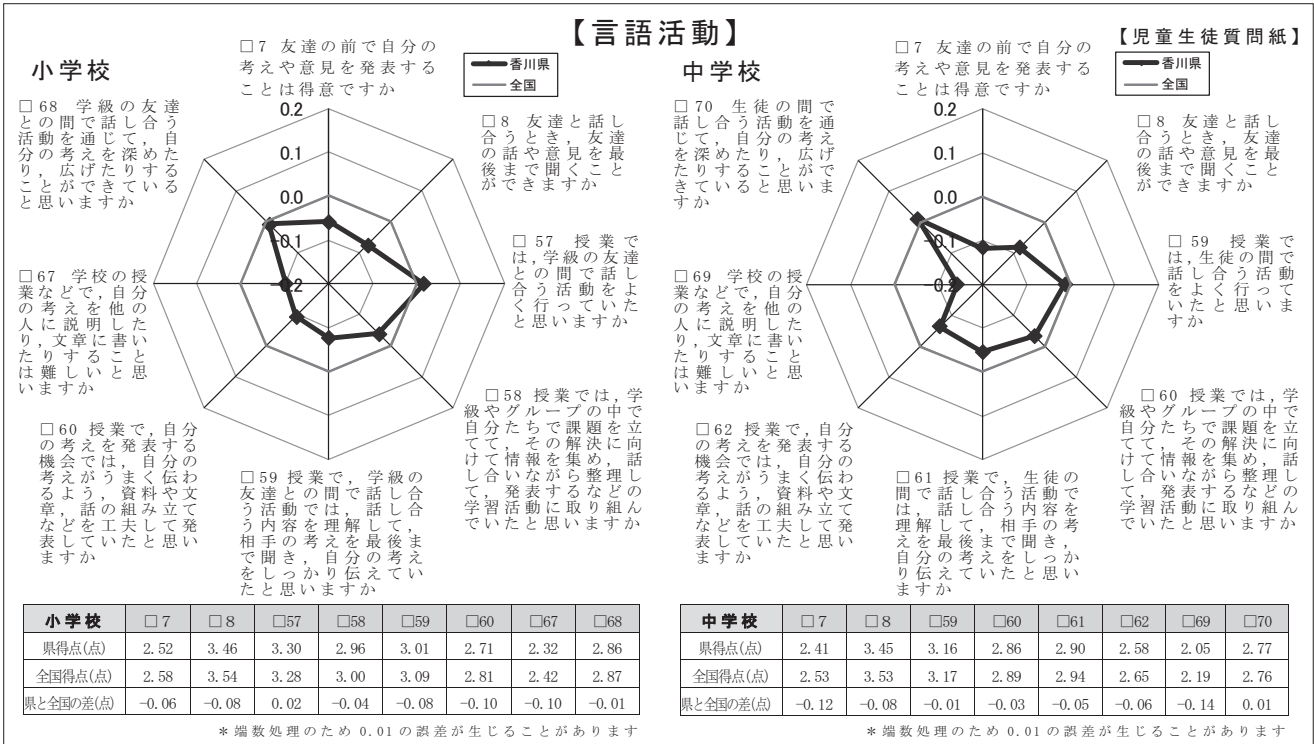 【言語活動】
【児童生徒質問紙】
小学校
香川県
全国
□7 友達の前で自分の
考えや意見を発表する
ことは得意ですか
□8 友達と話し
合うとき，友達
の話や意見を最
後まで聞くこと
ができますか
□57 授業で
は，学級の友達
との間で話し
合う活動をよ
く行っていた
と思いますか
□58 授業では，学
級やグループの中で
自分たちで課題を立
てて，その解決に向
けて情報を集め，話
し合いながら整理し
て，発表するなどの
学習活動に取り組ん
でいたと思いますか
□59 授業で，学級の
友達との間で話し合
う活動では，話し合
う内容を理解して，
相手の考えを最後ま
で聞き，自分の考え
をしっかり伝えてい
たと思いますか
□60 授業で，自分
の考えを発表する
機会では，自分の
考えがうまく伝わ
るよう，資料や文
章，話の組み立て
などを工夫して発
表していたと思い
ますか
□67 学校の授
業などで，自分
の考えを他の
人に説明した
り，文章に書い
たりすること
は難しいと思
いますか
□68 学級の友達
との間で話し合う
活動を通じて，自
分の考えを深めた
り，広げたりする
ことができている
と思いますか
0.2
0.1
0.0
-0.1
-0.2
中学校
香川県
全国
□7 友達の前で自分の
考えや意見を発表する
ことは得意ですか
□8 友達と話し
合うとき，友達
の話や意見を最
後まで聞くこと
ができますか
□59 授業で
は，生徒の間で
話し合う活動
をよく行って
いたと思いま
すか
□60 授業では，学
級やグループの中で
自分たちで課題を立
てて，その解決に向
けて情報を集め，話
し合いながら整理し
て，発表するなどの
学習活動に取り組ん
でいたと思いますか
□61 授業で，生徒の
間で話し合う活動で
は，話し合う内容を
理解して，相手の考
えを最後まで聞き，
自分の考えをしっか
り伝えていたと思い
ますか
□62 授業で，自分
の考えを発表する
機会では，自分の
考えがうまく伝わ
るよう，資料や文
章，話の組み立て
などを工夫して発
表していたと思い
ますか
□69 学校の授
業などで，自分
の考えを他の
人に説明した
り，文章に書い
たりすること
は難しいと思
いますか
□70 生徒の間で
話し合う活動を通
じて，自分の考え
を深めたり，広げ
たりすることがで
きていると思いま
すか
0.2
0.1
0.0
-0.1
-0.2
小学校 □7 □8 □57 □58 □59 □60 □67 □68
県得点(点) 2.52 3.46 3.30 2.96 3.01 2.71 2.32 2.86
全国得点(点) 2.58 3.54 3.28 3.00 3.09 2.81 2.42 2.87
県と全国の差(点) -0.06 -0.08 0.02 -0.04 -0.08 -0.10 -0.10 -0.01
＊端数処理のため 0.01 の誤差が生じることがあります
中学校 □7 □8 □59 □60 □61 □62 □69 □70
県得点(点) 2.41 3.45 3.16 2.86 2.90 2.58 2.05 2.77
全国得点(点) 2.53 3.53 3.17 2.89 2.94 2.65 2.19 2.76
県と全国の差(点) -0.12 -0.08 -0.01 -0.03 -0.05 -0.06 -0.14 0.01
＊端数処理のため 0.01 の誤差が生じることがあります